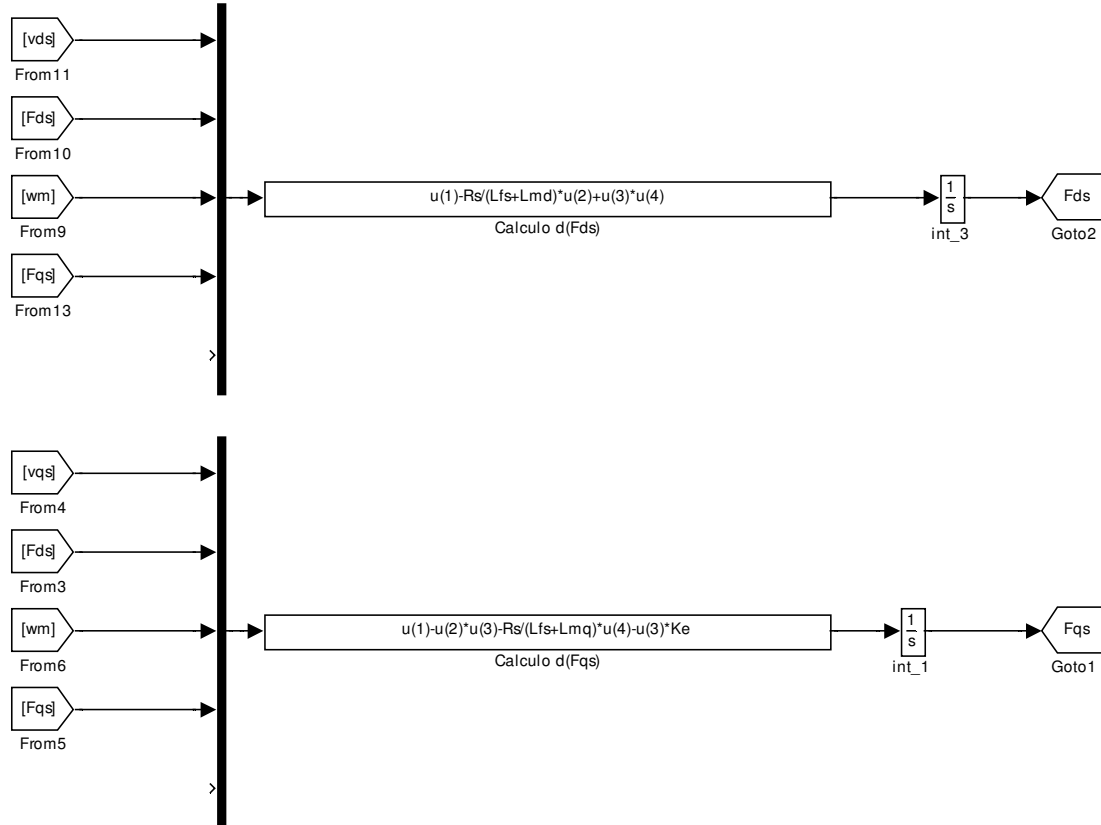 [vds]
From11
[Fds]
From10
[wm]
From9
[Fqs]
From13
u(1)-Rs/(Lfs+Lmd)*u(2)+u(3)*u(4)
Calculo d(Fds)
1
s
int_3
Fds
Goto2
[vqs]
From4
[Fds]
From3
[wm]
From6
[Fqs]
From5
u(1)-u(2)*u(3)-Rs/(Lfs+Lmq)*u(4)-u(3)*Ke
Calculo d(Fqs)
1
s
int_1
Fqs
Goto1